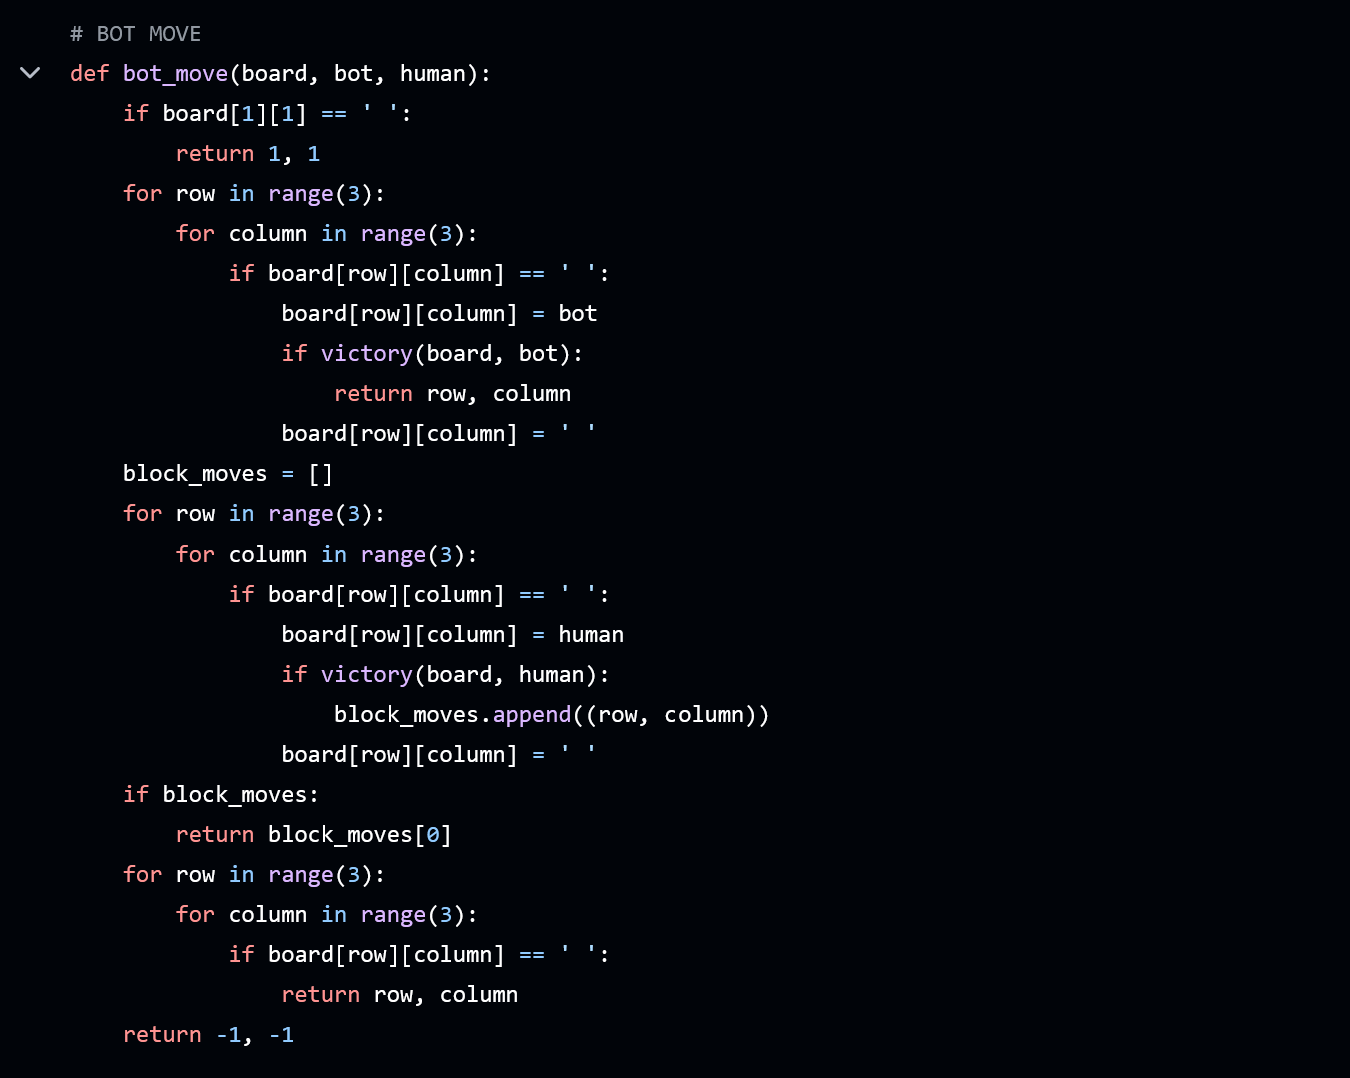 # BOT MOVE
def bot_move(board, bot, human):
    if board[1][1] == ' ':
        return 1, 1
    for row in range(3):
        for column in range(3):
            if board[row][column] == ' ':
                board[row][column] = bot
                if victory(board, bot):
                    return row, column
                board[row][column] = ' '
    block_moves = []
    for row in range(3):
        for column in range(3):
            if board[row][column] == ' ':
                board[row][column] = human
                if victory(board, human):
                    block_moves.append((row, column))
                board[row][column] = ' '
    if block_moves:
        return block_moves[0]
    for row in range(3):
        for column in range(3):
            if board[row][column] == ' ':
                return row, column
    return -1, -1